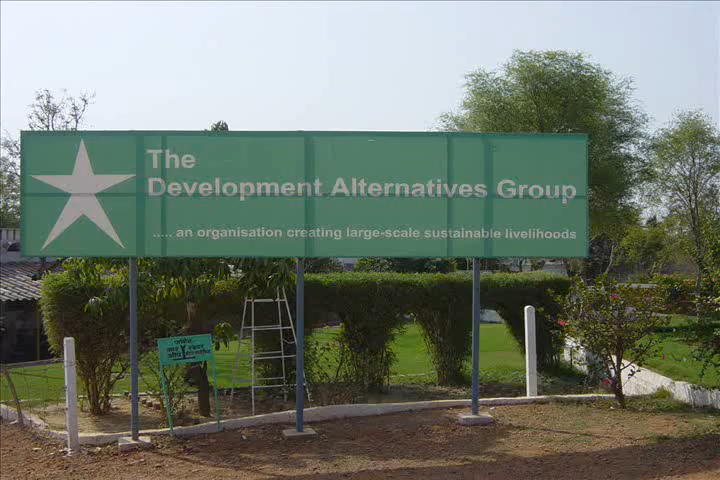 The
Development Alternatives Group
..... an organisation creating large-scale sustainable livelihoods